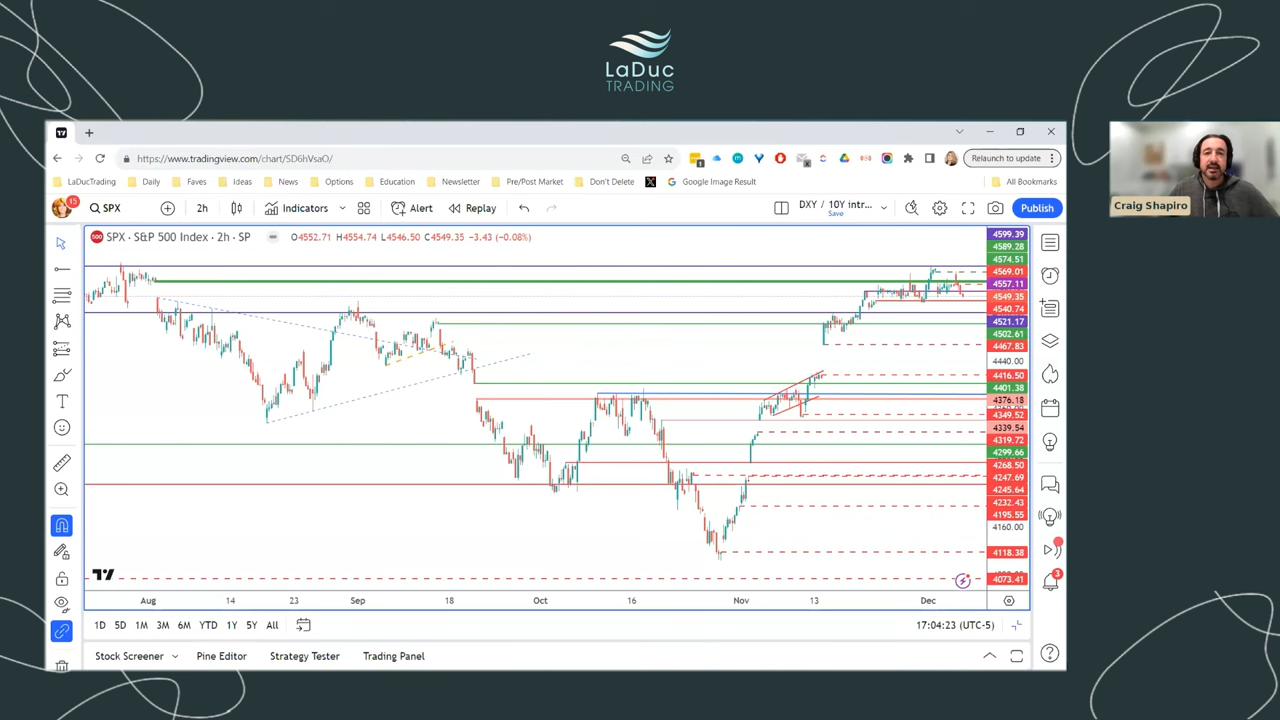 LaDuc
TRADING
https://www.tradingview.com/chart/SD6hVsaO/
Relaunch to update
LaDucTrading
Daily
Faves
Ideas
News
Options
Education
Newsletter
Pre/Post Market
Don't Delete
Google Image Result
All Bookmarks
15
SPX
2h
Indicators
Alert
Replay
DXY / 10Y intr...
Save
Publish
500 SPX · S&P 500 Index · 2h · SP
O4552.71 H4554.74 L4546.50 C4549.35 -3.43 (-0.08%)
4599.39
4589.28
4574.51
4569.01
4557.11
4549.35
4540.74
4521.17
4502.61
4467.83
4440.00
4416.50
4401.38
4376.18
4349.52
4339.54
4319.72
4299.66
4268.50
4247.69
4245.64
4232.43
4195.55
4160.00
4118.38
4073.41
Aug
14
23
Sep
18
Oct
16
Nov
13
Dec
1D 5D 1M 3M 6M YTD 1Y 5Y All
17:04:23 (UTC-5)
Stock Screener
Pine Editor
Strategy Tester
Trading Panel
3
Craig Shapiro